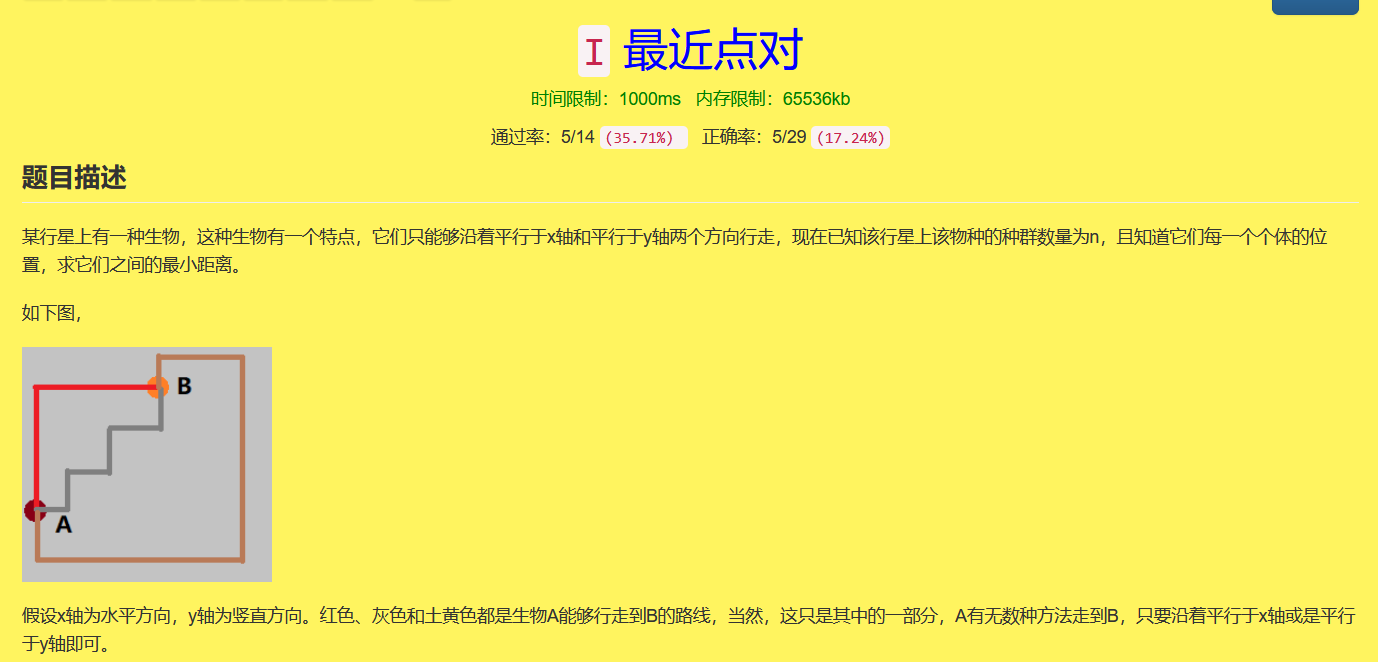 I 最近点对
时间限制：1000ms 内存限制：65536kb
通过率：5/14 (35.71%) 正确率：5/29 (17.24%)
题目描述
某行星上有一种生物，这种生物有一个特点，它们只能够沿着平行于x轴和平行于y轴两个方向行走，现在已知该行星上该物种的种群数量为n，且知道它们每一个个体的位
置，求它们之间的最小距离。
如下图，
B
A
假设x轴为水平方向，y轴为竖直方向。红色、灰色和土黄色都是生物A能够行走到B的路线，当然，这只是其中的一部分，A有无数种方法走到B，只要沿着平行于x轴或是平行
于y轴即可。